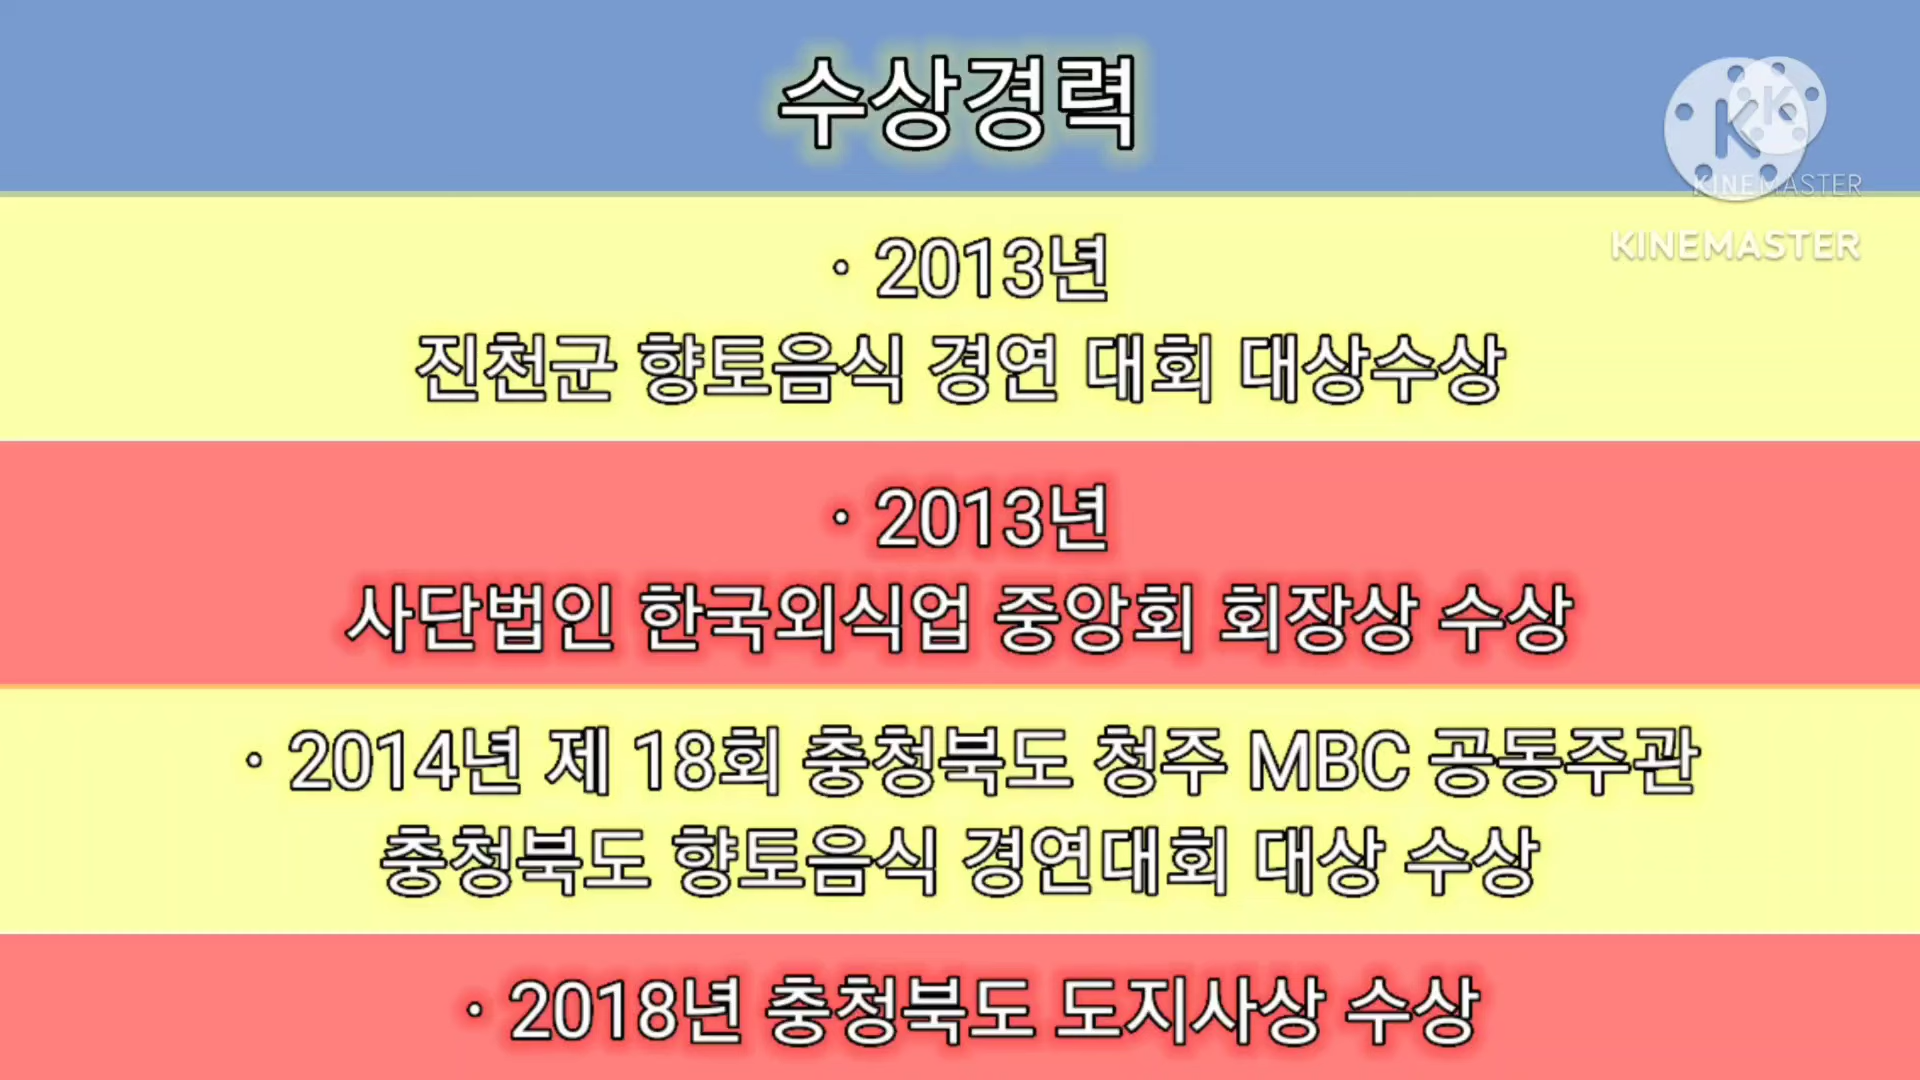 수상경력
KINEMASTER
KINEMASTER
· 2013년
진천군 향토음식 경연 대회 대상수상
· 2013년
사단법인 한국외식업 중앙회 회장상 수상
· 2014년 제 18회 충청북도 청주 MBC 공동주관
충청북도 향토음식 경연대회 대상 수상
· 2018년 충청북도 도지사상 수상